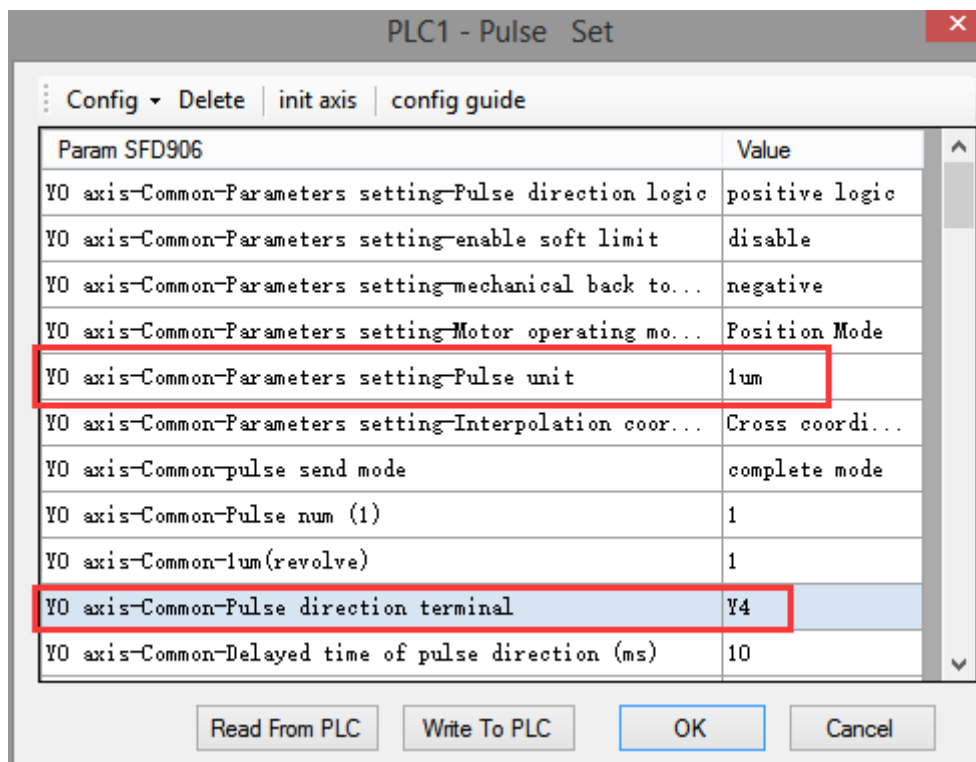 PLC1 - Pulse Set
Config Delete init axis config guide
Param SFD906 Value
Y0 axis-Common-Parameters setting-Pulse direction logic positive logic
Y0 axis-Common-Parameters setting-enable soft limit disable
Y0 axis-Common-Parameters setting-mechanical back to... negative
Y0 axis-Common-Parameters setting-Motor operating mo... Position Mode
Y0 axis-Common-Parameters setting-Pulse unit 1um
Y0 axis-Common-Parameters setting-Interpolation coor... Cross coordi...
Y0 axis-Common-pulse send mode complete mode
Y0 axis-Common-Pulse num (1) 1
Y0 axis-Common-1um(revolve) 1
Y0 axis-Common-Pulse direction terminal Y4
Y0 axis-Common-Delayed time of pulse direction (ms) 10
Read From PLC Write To PLC OK Cancel